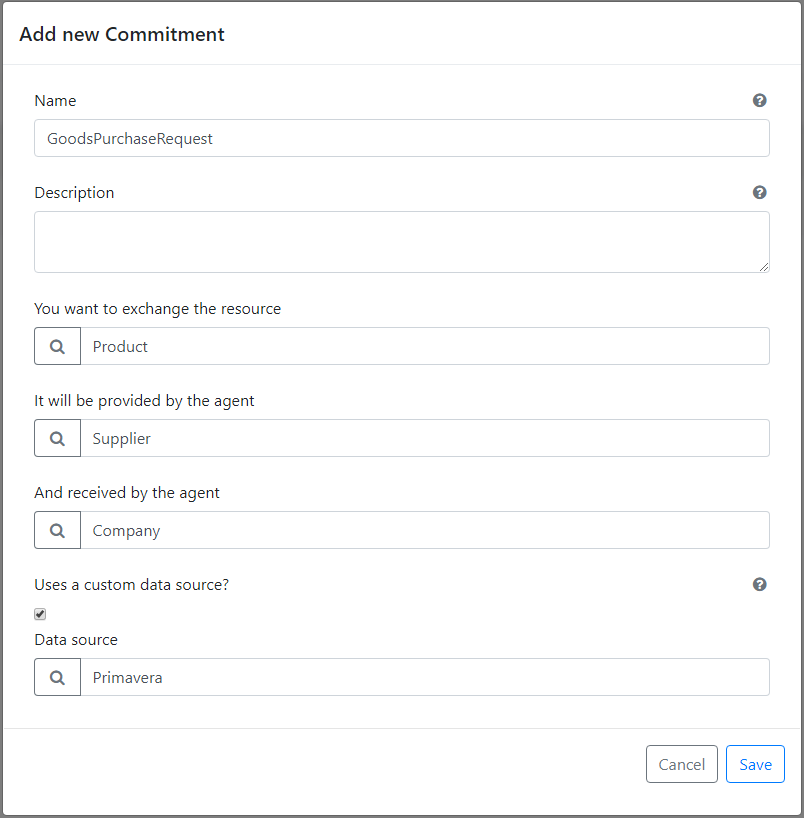 Add new Commitment
Name
GoodsPurchaseRequest
Description
You want to exchange the resource
Product
It will be provided by the agent
Supplier
And received by the agent
Company
Uses a custom data source?
Data source
Primavera
Cancel Save